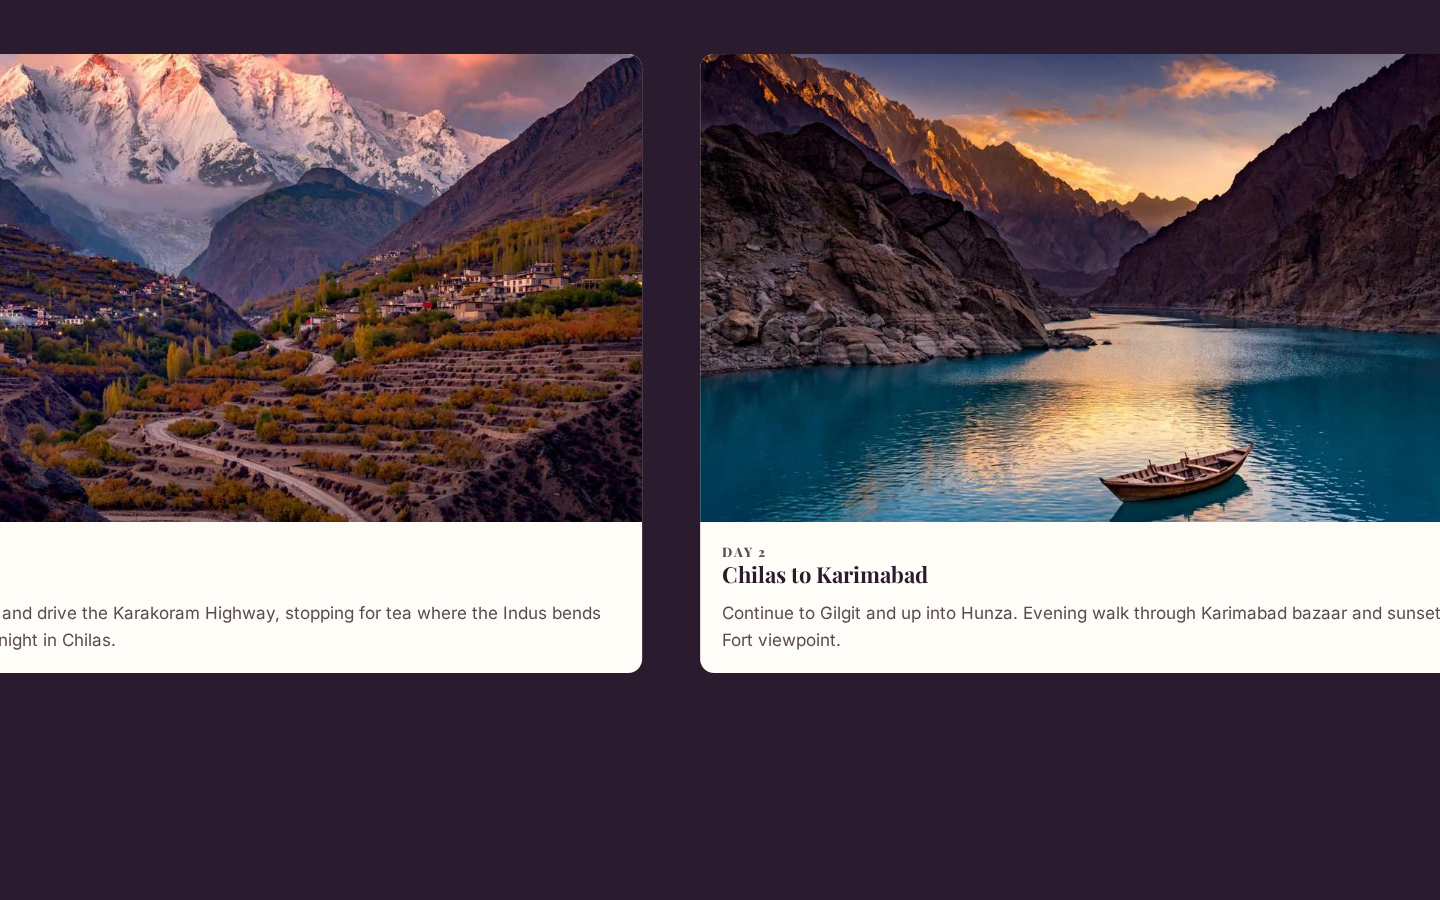 and drive the Karakoram Highway, stopping for tea where the Indus bends
night in Chilas.
DAY 2
Chilas to Karimabad
Continue to Gilgit and up into Hunza. Evening walk through Karimabad bazaar and sunset
Fort viewpoint.